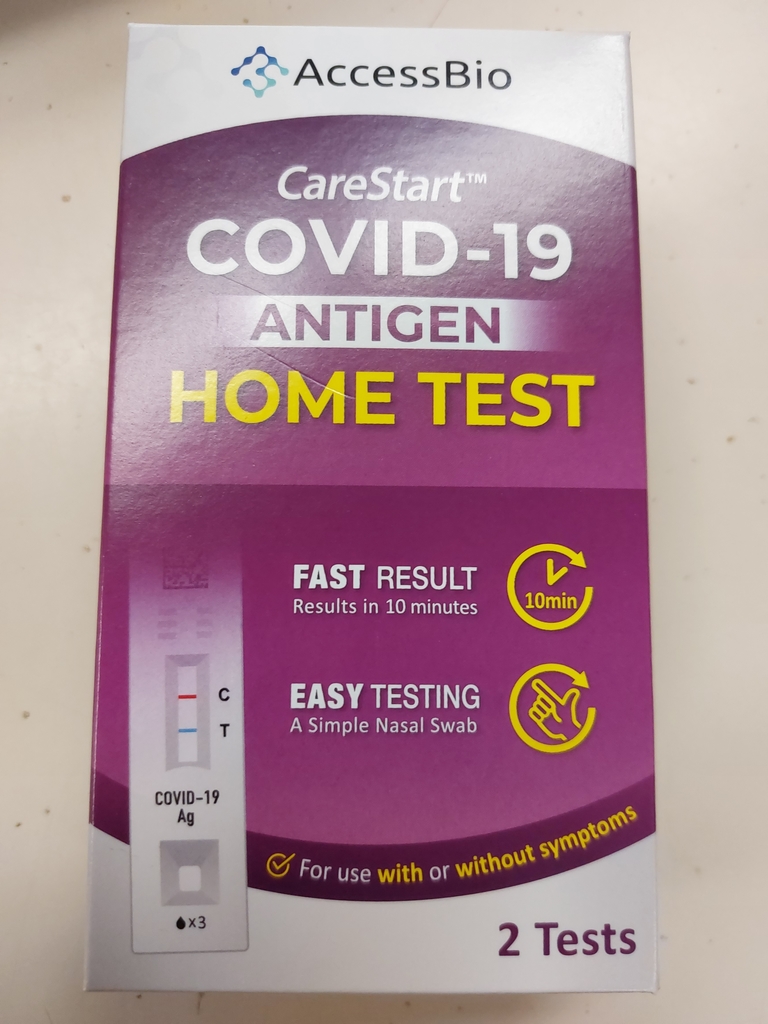 AccessBio
CareStart™
COVID-19
ANTIGEN
HOME TEST
FAST RESULT
Results in 10 minutes
10min
EASY TESTING
A Simple Nasal Swab
C
T
COVID-19
Ag
x3
For use with or without symptoms
2 Tests